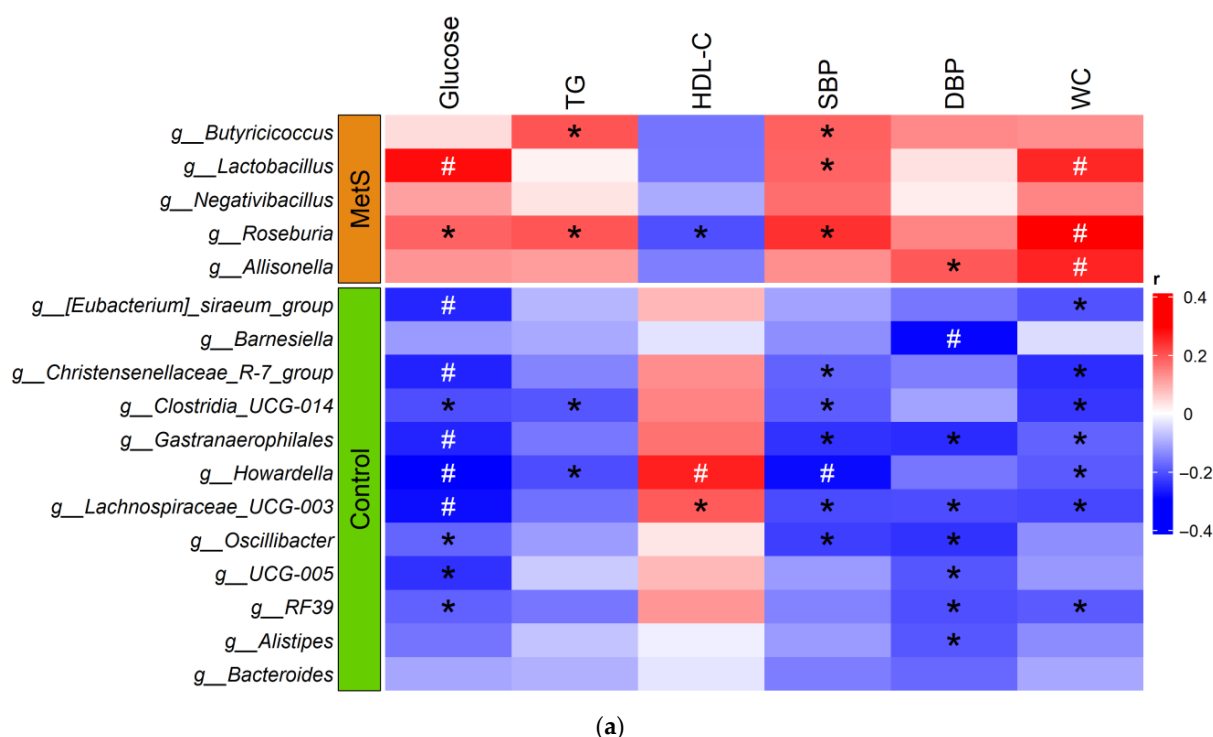 Glucose TG HDL-C SBP DBP WC
MetS
g__Butyricicoccus * *
g__Lactobacillus # * #
g__Negativibacillus
g__Roseburia * * * * #
g__Allisonella * #
Control
g__[Eubacterium]_siraeum_group # *
g__Barnesiella #
g__Christensenellaceae_R-7_group # * *
g__Clostridia_UCG-014 * * * *
g__Gastranaerophilales # * * *
g__Howardella # * # # *
g__Lachnospiraceae_UCG-003 # * * * *
g__Oscillibacter * * *
g__UCG-005 * *
g__RF39 * * *
g__Alistipes *
g__Bacteroides
r
0.4
0.2
0
−0.2
−0.4
(a)